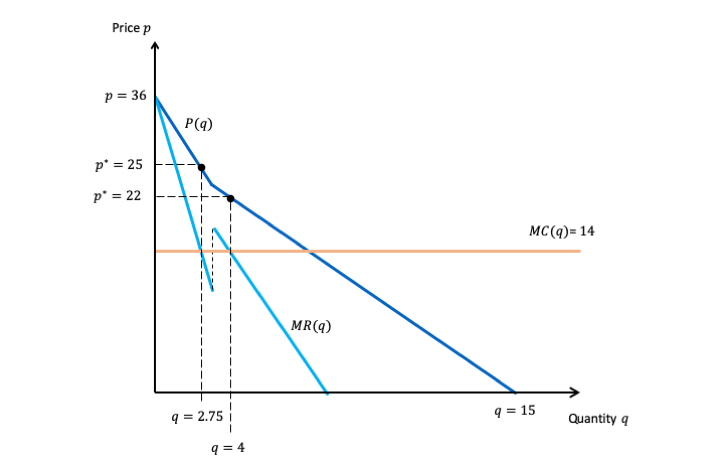 Price p
p = 36
P(q)
p* = 25
p* = 22
MC(q)= 14
MR(q)
q = 2.75
q = 15
Quantity q
q = 4